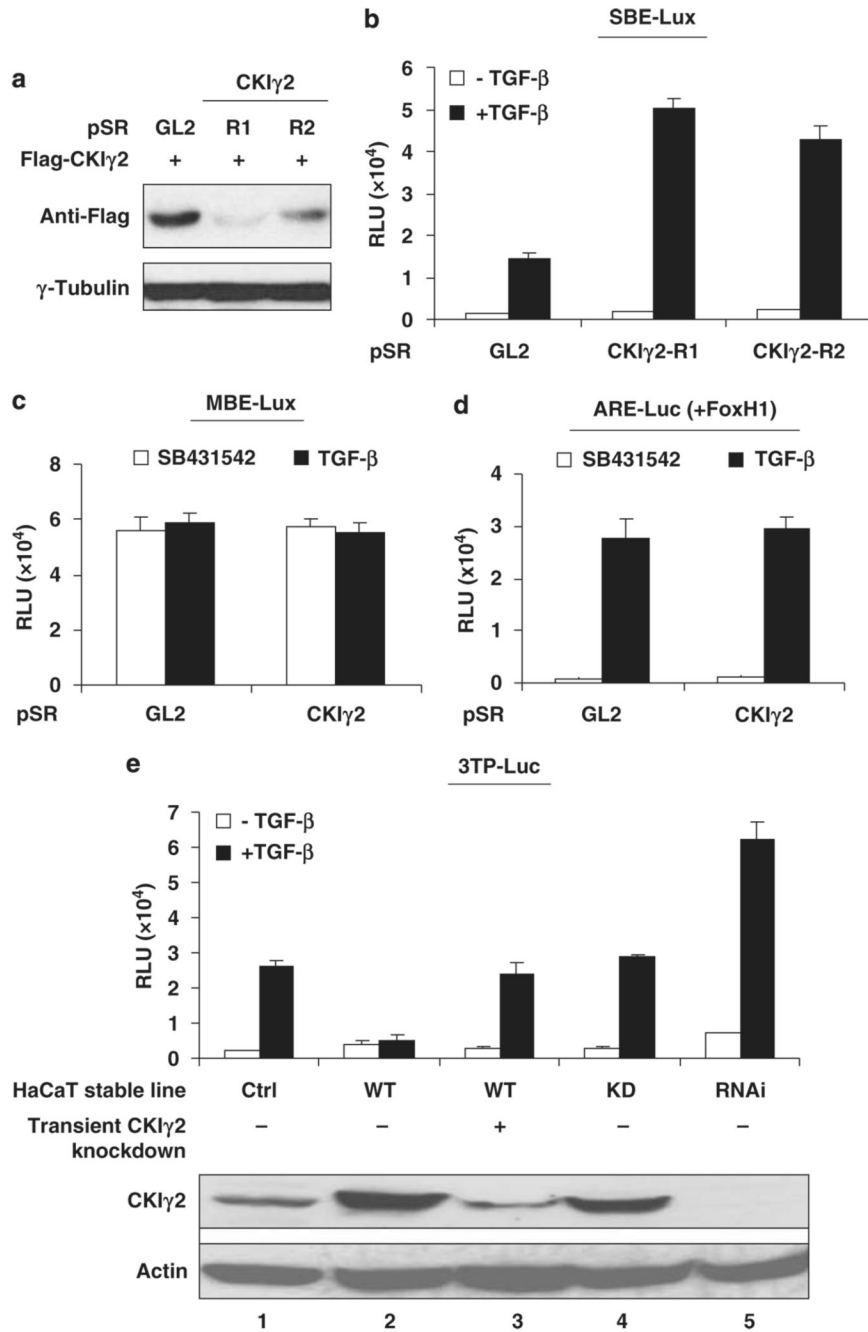 a
CKIγ2
pSR GL2 R1 R2
Flag-CKIγ2 + + +
Anti-Flag
γ-Tubulin
b
SBE-Lux
- TGF-β
+TGF-β
RLU (×10⁴)
6
5
4
3
2
1
0
pSR GL2 CKIγ2-R1 CKIγ2-R2
c
MBE-Lux
SB431542 TGF-β
RLU (×10⁴)
8
6
4
2
0
pSR GL2 CKIγ2
d
ARE-Luc (+FoxH1)
SB431542 TGF-β
RLU (x10⁴)
4
3
2
1
0
pSR GL2 CKIγ2
e
3TP-Luc
- TGF-β
+TGF-β
RLU (×10⁴)
7
6
5
4
3
2
1
0
HaCaT stable line Ctrl WT WT KD RNAi
Transient CKIγ2 – – + – –
knockdown
CKIγ2
Actin
1 2 3 4 5